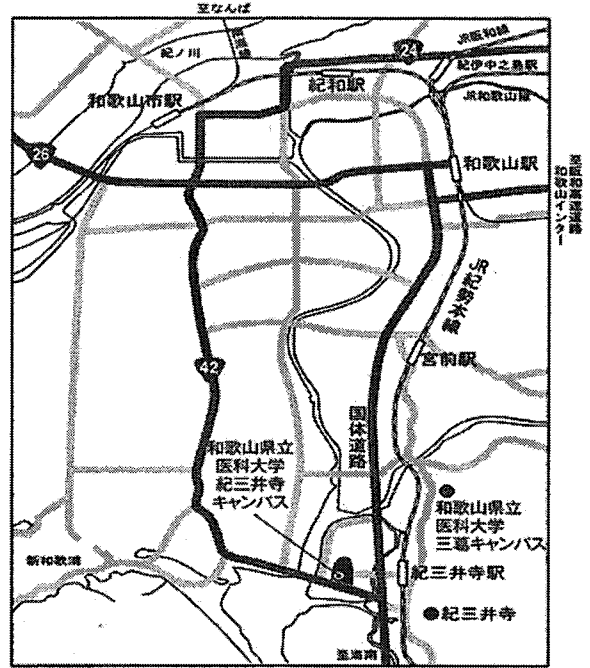 至なんば
紀ノ川
南海線
24
JR阪和線
紀伊中之島駅
紀和駅
和歌山市駅
JR和歌山線
26
和歌山駅
至阪和高速道路
和歌山インター
JR紀勢本線
宮前駅
42
国体道路
和歌山県立
医科大学
紀三井寺
キャンパス
和歌山県立
医科大学
三葛キャンパス
新和歌浦
紀三井寺駅
紀三井寺
至海南